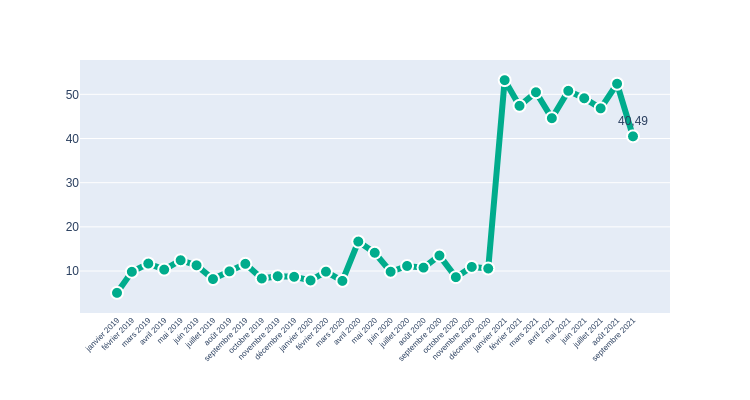 50
40
30
20
10
40.49
janvier 2019
février 2019
mars 2019
avril 2019
mai 2019
juin 2019
juillet 2019
août 2019
septembre 2019
octobre 2019
novembre 2019
décembre 2019
janvier 2020
février 2020
mars 2020
avril 2020
mai 2020
juin 2020
juillet 2020
août 2020
septembre 2020
octobre 2020
novembre 2020
décembre 2020
janvier 2021
février 2021
mars 2021
avril 2021
mai 2021
juin 2021
juillet 2021
août 2021
septembre 2021